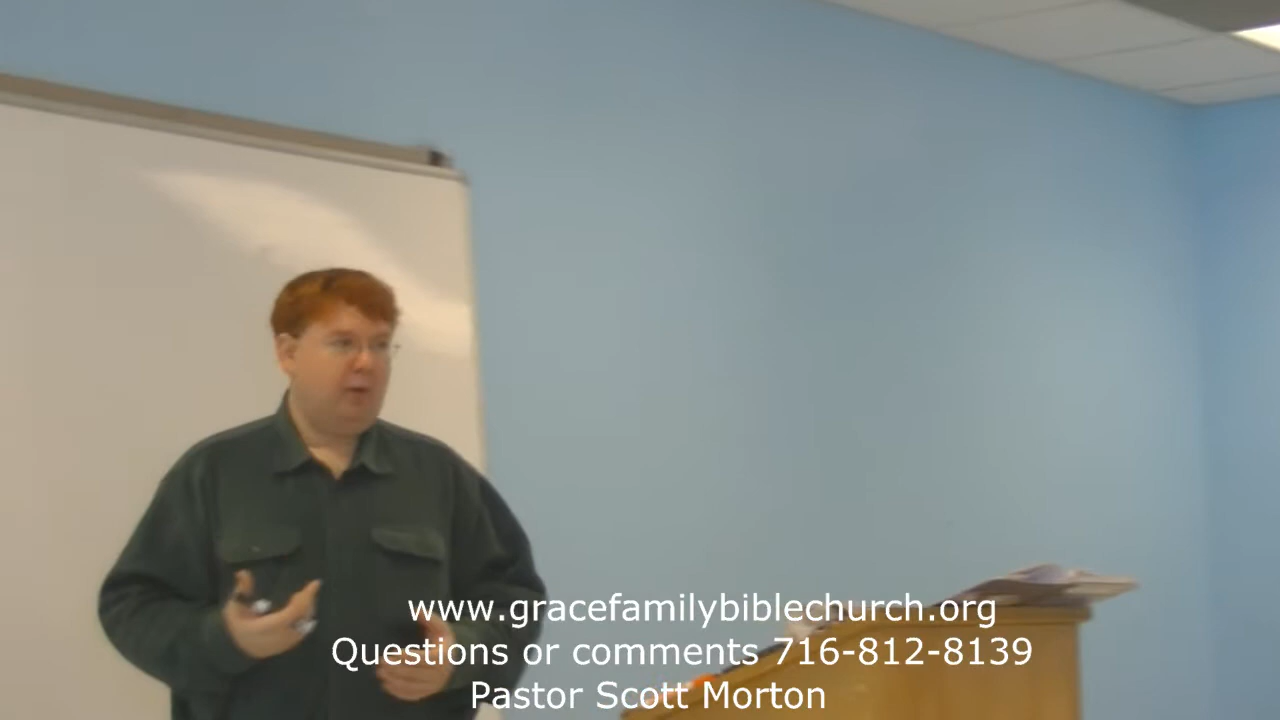 www.gracefamilybiblechurch.org
Questions or comments 716-812-8139
Pastor Scott Morton